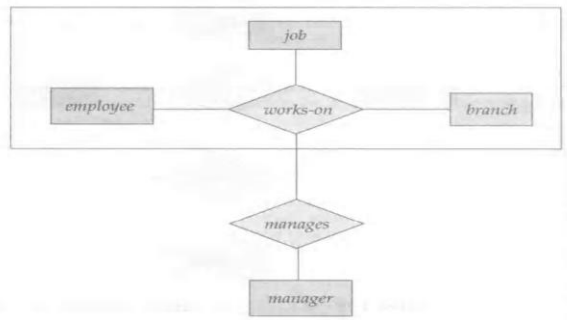 job
employee
works-on
branch
manages
manager